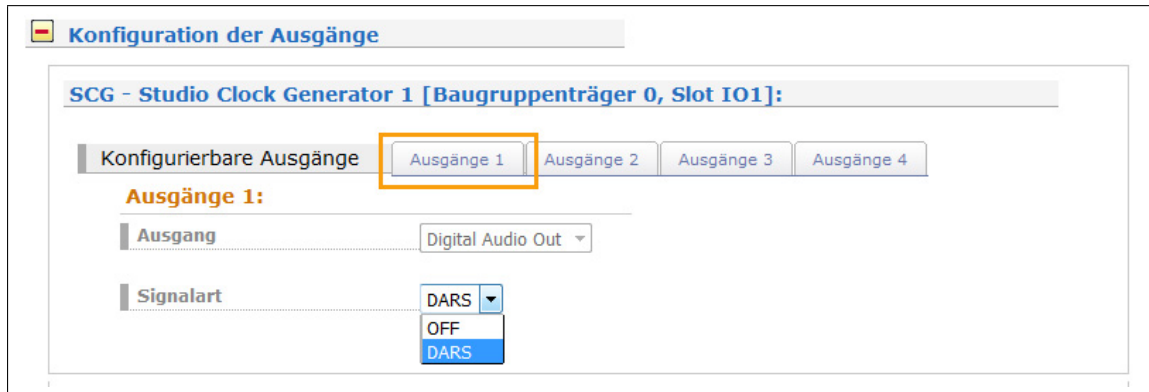 Konfiguration der Ausgänge
SCG - Studio Clock Generator 1 [Baugruppenträger 0, Slot IO1]:
Konfigurierbare Ausgänge Ausgänge 1 Ausgänge 2 Ausgänge 3 Ausgänge 4
Ausgänge 1:
Ausgang Digital Audio Out
Signalart DARS
OFF
DARS